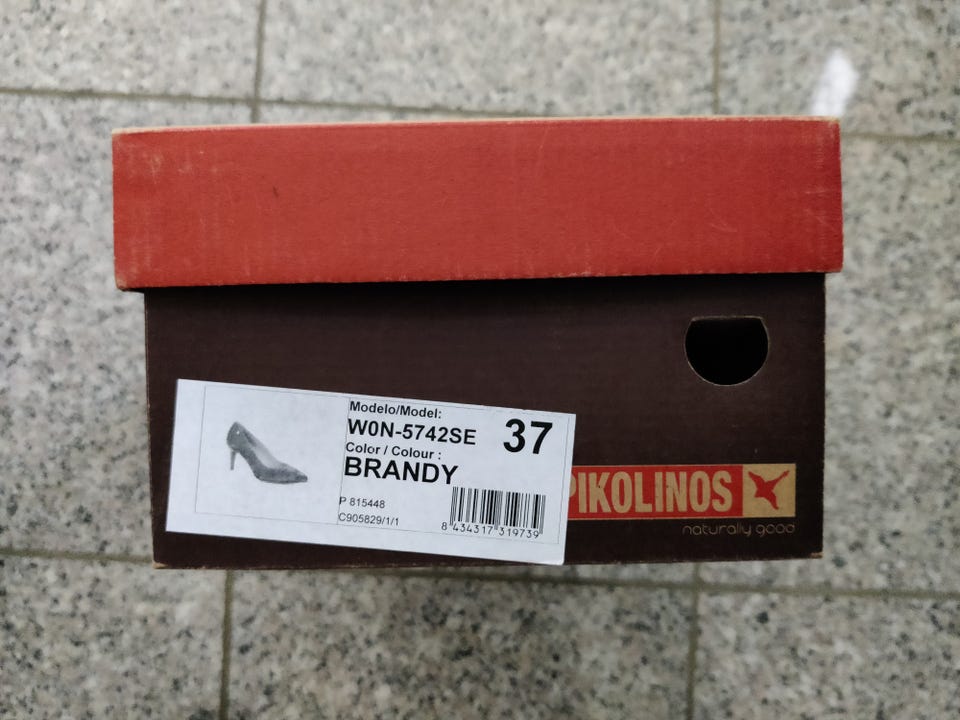 Modelo/Model:
W0N-5742SE
37
Color / Colour :
BRANDY
P 815448
C905829/1/1
8 434317 319739
PIKOLINOS
naturally good